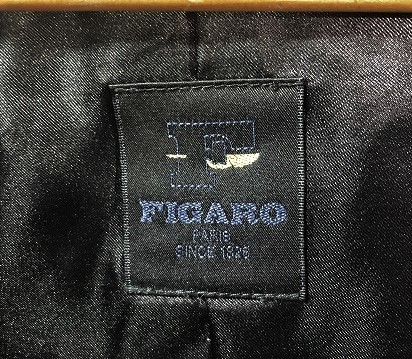 F
FIGARO
PARIS
SINCE 1826